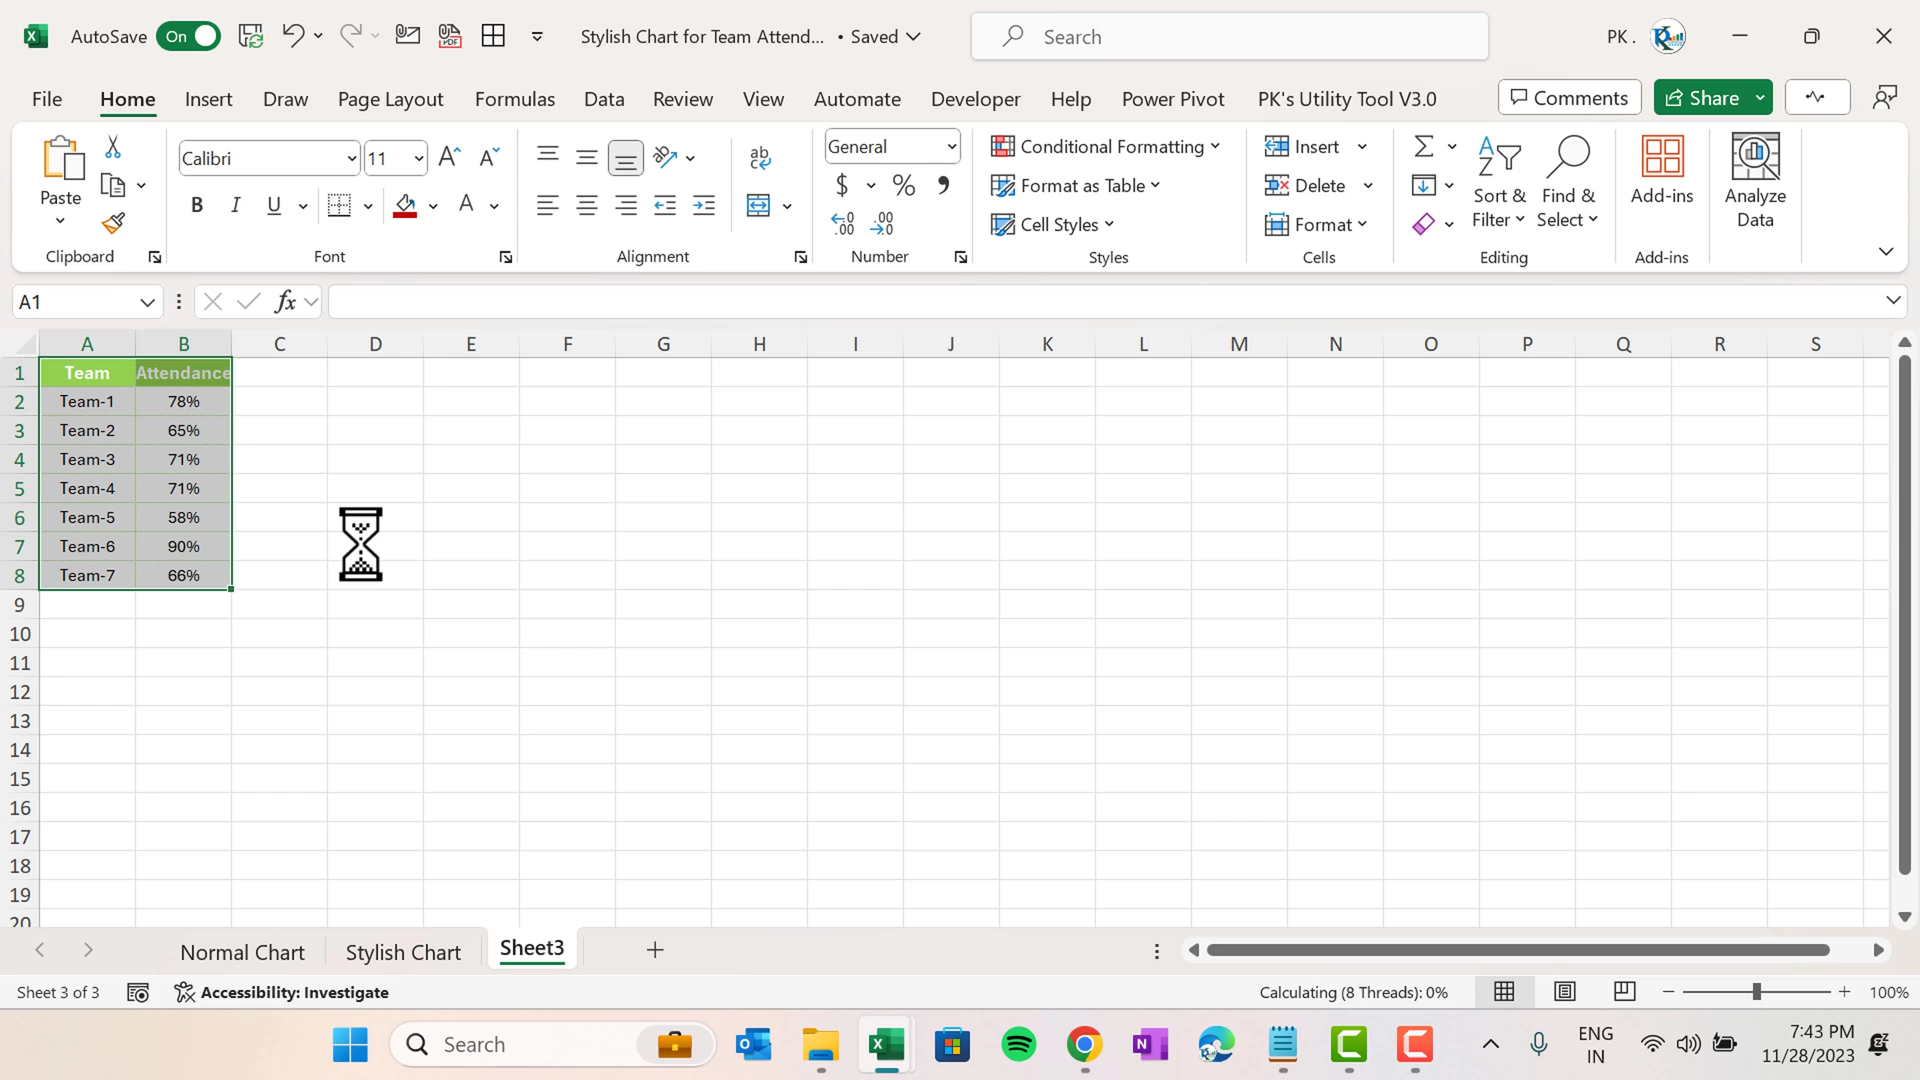 AutoSave On Stylish Chart for Team Attend... • Saved Search PK .
File Home Insert Draw Page Layout Formulas Data Review View Automate Developer Help Power Pivot PK's Utility Tool V3.0 Comments Share
Paste
Clipboard
Calibri 11
B I U A
Font
ab
Alignment
General
$ % ,
Number
Conditional Formatting
Format as Table
Cell Styles
Styles
Insert
Delete
Format
Cells
Sort &
Filter
Find &
Select
Editing
Add-ins
Add-ins
Analyze
Data
A1 fx
A B C D E F G H I J K L M N O P Q R S
1 Team Attendance
2 Team-1 78%
3 Team-2 65%
4 Team-3 71%
5 Team-4 71%
6 Team-5 58%
7 Team-6 90%
8 Team-7 66%
9
10
11
12
13
14
15
16
17
18
19
20
Normal Chart Stylish Chart Sheet3
Sheet 3 of 3 Accessibility: Investigate Calculating (8 Threads): 0% 100%
Search
ENG
IN
7:43 PM
11/28/2023